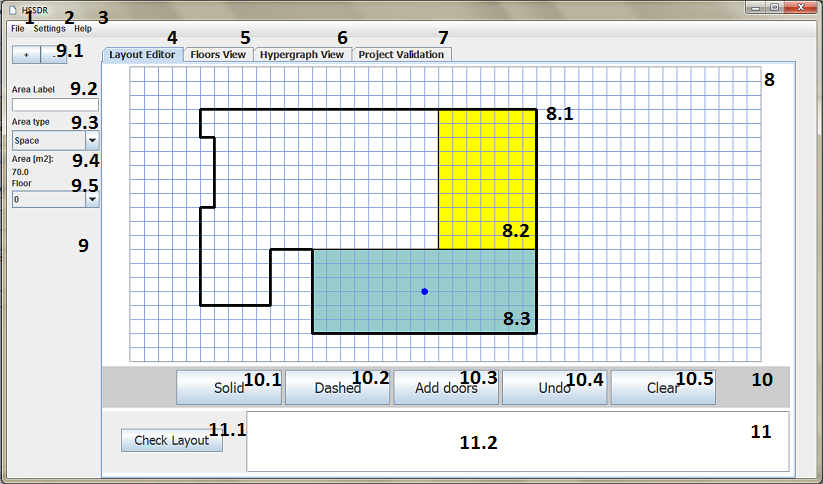 HSSDR
1 2 3
File Settings Help
4 5 6 7
+ - 9.1
Layout Editor Floors View Hypergraph View Project Validation
8
9.2
Area Label
8.1
9.3
Area type
Space
9.4
Area [m2]:
70.0
9.5
Floor
0
8.2
9
8.3
10.1 10.2 10.3 10.4 10.5 10
Solid Dashed Add doors Undo Clear
11.1 11
Check Layout 11.2